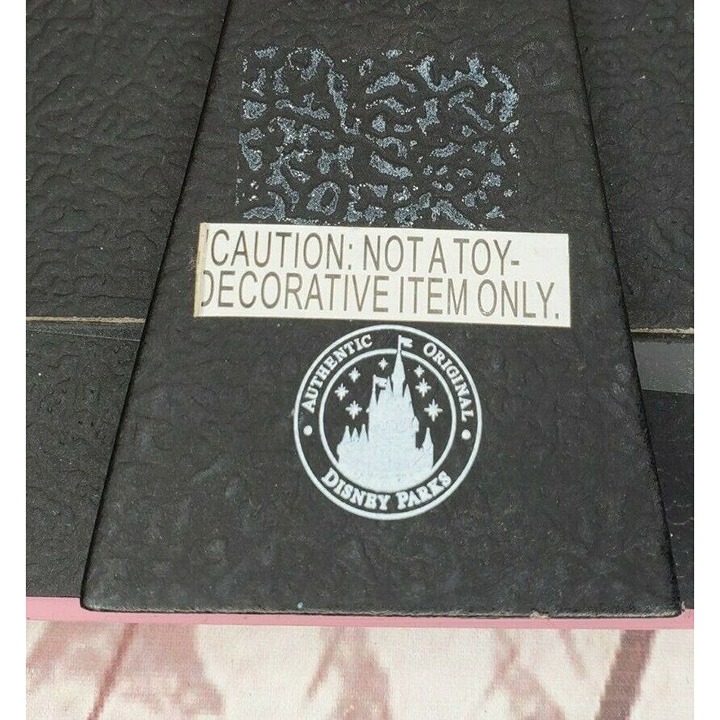 CAUTION: NOT A TOY-
DECORATIVE ITEM ONLY.
AUTHENTIC ORIGINAL
DISNEY PARKS